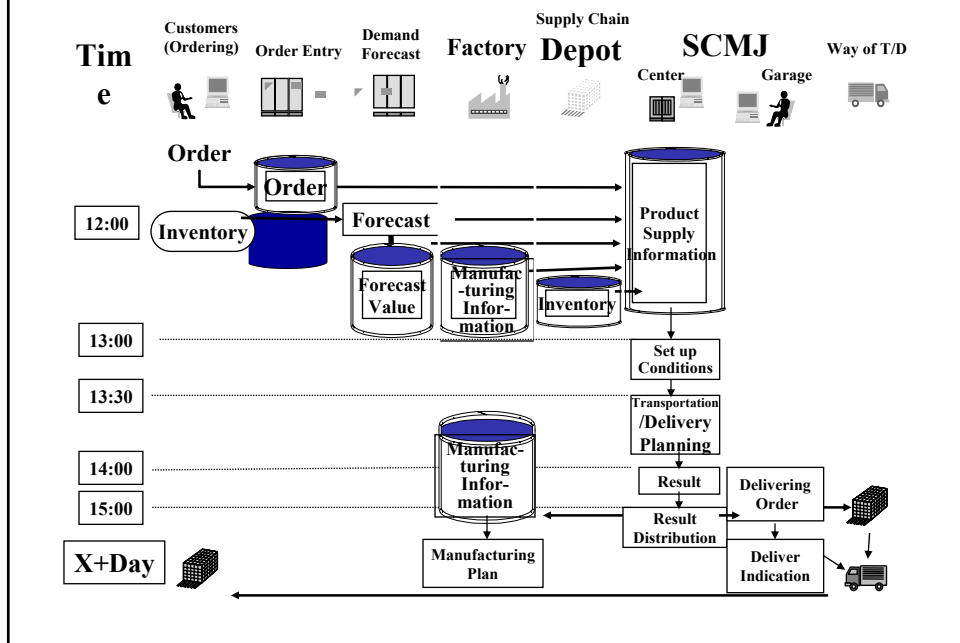 Tim
e
Customers
(Ordering)
Order Entry
Demand
Forecast
Factory
Supply Chain
Depot
SCMJ
Center
Garage
Way of T/D
Order
Order
12:00
Inventory
Forecast
Product
Supply
Information
Forecast
Value
Manufac
-turing
Infor-
mation
Inventory
13:00
Set up
Conditions
13:30
Transportation
/Delivery
Planning
Manufac-
turing
Infor-
mation
14:00
Result
Delivering
Order
15:00
Result
Distribution
Manufacturing
Plan
Deliver
Indication
X+Day